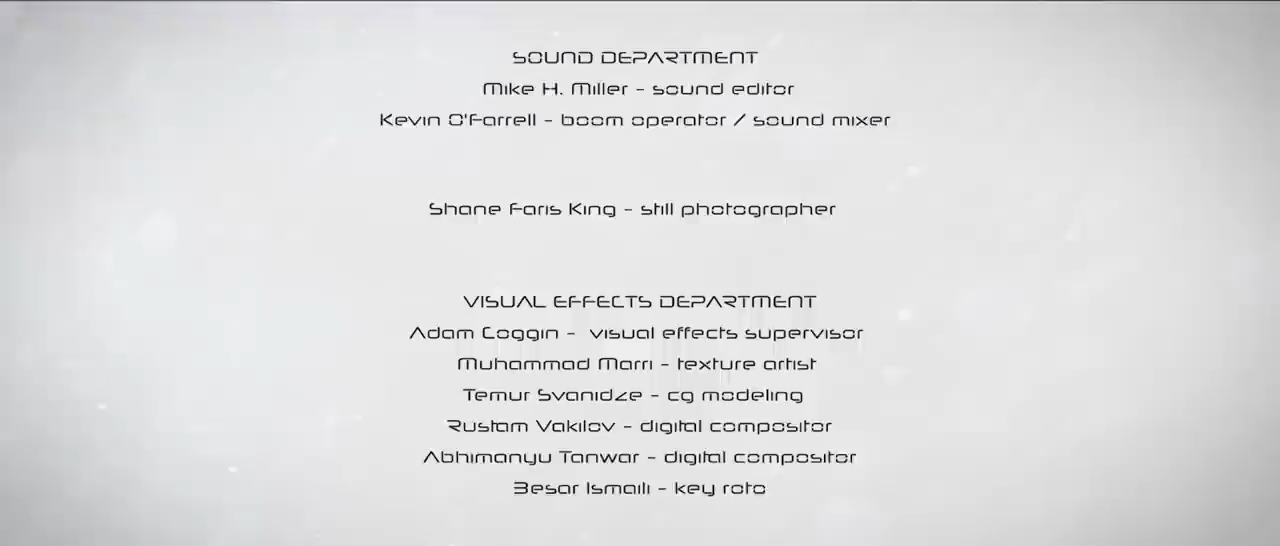 SOUND DEPARTMENT
Mike H. Miller - sound editor
Kevin O'Farrell - boom operator / sound mixer
Shane Faris King - still photographer
VISUAL EFFECTS DEPARTMENT
Adam Coggin - visual effects supervisor
Muhammad Marri - texture artist
Temur Svanidze - cg modeling
Rustam Vakilov - digital compositor
Abhimanyu Tanwar - digital compositor
Besar Ismaili - key roto